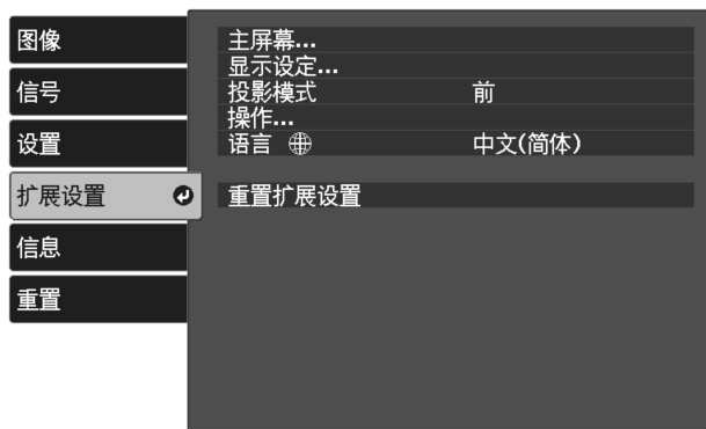 图像
信号
设置
扩展设置
信息
重置
主屏幕...
显示设定...
投影模式 前
操作...
语言 中文(简体)
重置扩展设置